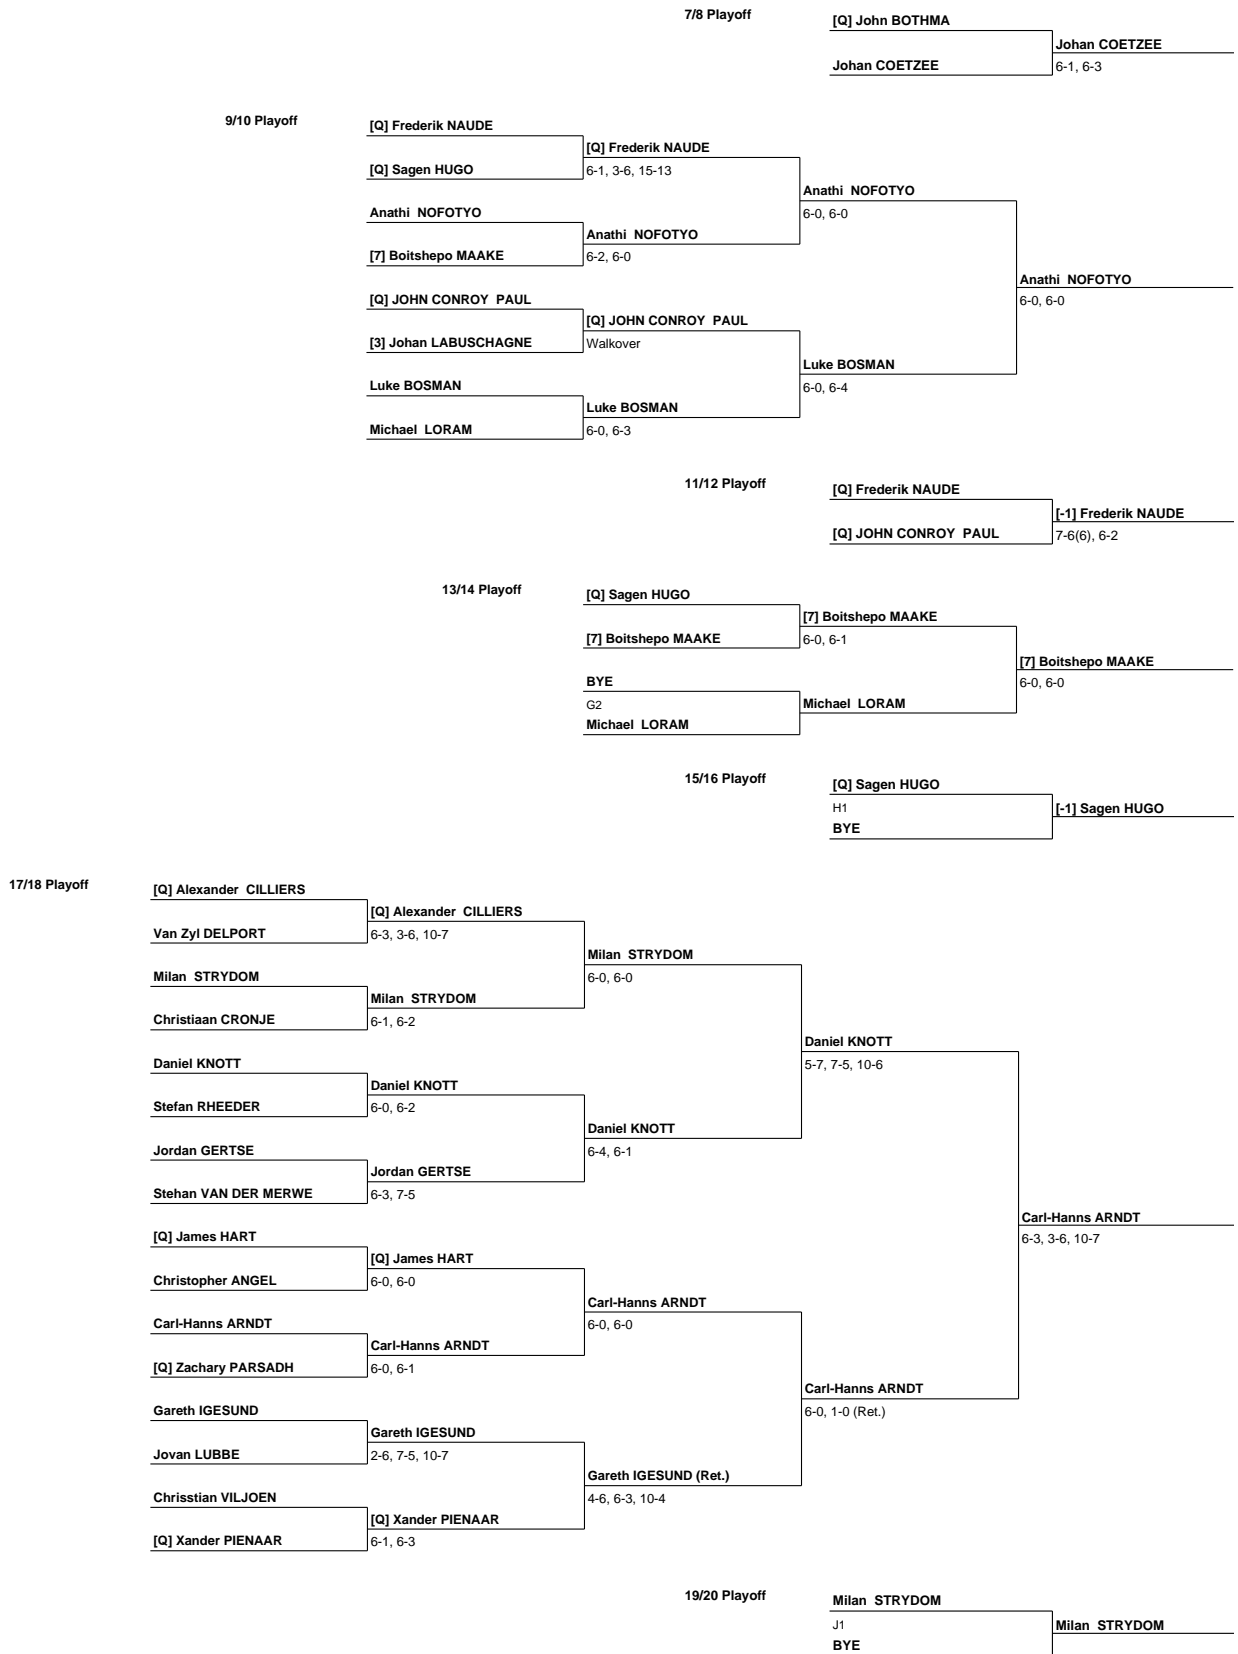 7/8 Playoff
[Q] John BOTHMA
Johan COETZEE
Johan COETZEE
6-1, 6-3
9/10 Playoff
[Q] Frederik NAUDE
[Q] Frederik NAUDE
[Q] Sagen HUGO
6-1, 3-6, 15-13
Anathi NOFOTYO
Anathi NOFOTYO
6-0, 6-0
Anathi NOFOTYO
[7] Boitshepo MAAKE
6-2, 6-0
Anathi NOFOTYO
[Q] JOHN CONROY PAUL
6-0, 6-0
[Q] JOHN CONROY PAUL
[3] Johan LABUSCHAGNE
Walkover
Luke BOSMAN
Luke BOSMAN
6-0, 6-4
Luke BOSMAN
Michael LORAM
6-0, 6-3
11/12 Playoff
[Q] Frederik NAUDE
[-1] Frederik NAUDE
[Q] JOHN CONROY PAUL
7-6(6), 6-2
13/14 Playoff
[Q] Sagen HUGO
[7] Boitshepo MAAKE
[7] Boitshepo MAAKE
6-0, 6-1
[7] Boitshepo MAAKE
BYE
6-0, 6-0
G2
Michael LORAM
Michael LORAM
15/16 Playoff
[Q] Sagen HUGO
H1
[-1] Sagen HUGO
BYE
17/18 Playoff
[Q] Alexander CILLIERS
[Q] Alexander CILLIERS
Van Zyl DELPORT
6-3, 3-6, 10-7
Milan STRYDOM
Milan STRYDOM
6-0, 6-0
Milan STRYDOM
Christiaan CRONJE
6-1, 6-2
Daniel KNOTT
Daniel KNOTT
5-7, 7-5, 10-6
Daniel KNOTT
Stefan RHEEDER
6-0, 6-2
Daniel KNOTT
Jordan GERTSE
6-4, 6-1
Jordan GERTSE
Stehan VAN DER MERWE
6-3, 7-5
Carl-Hanns ARNDT
[Q] James HART
6-3, 3-6, 10-7
[Q] James HART
Christopher ANGEL
6-0, 6-0
Carl-Hanns ARNDT
Carl-Hanns ARNDT
6-0, 6-0
Carl-Hanns ARNDT
[Q] Zachary PARSADH
6-0, 6-1
Carl-Hanns ARNDT
Gareth IGESUND
6-0, 1-0 (Ret.)
Gareth IGESUND
Jovan LUBBE
2-6, 7-5, 10-7
Gareth IGESUND (Ret.)
Chrisstian VILJOEN
4-6, 6-3, 10-4
[Q] Xander PIENAAR
[Q] Xander PIENAAR
6-1, 6-3
19/20 Playoff
Milan STRYDOM
J1
Milan STRYDOM
BYE